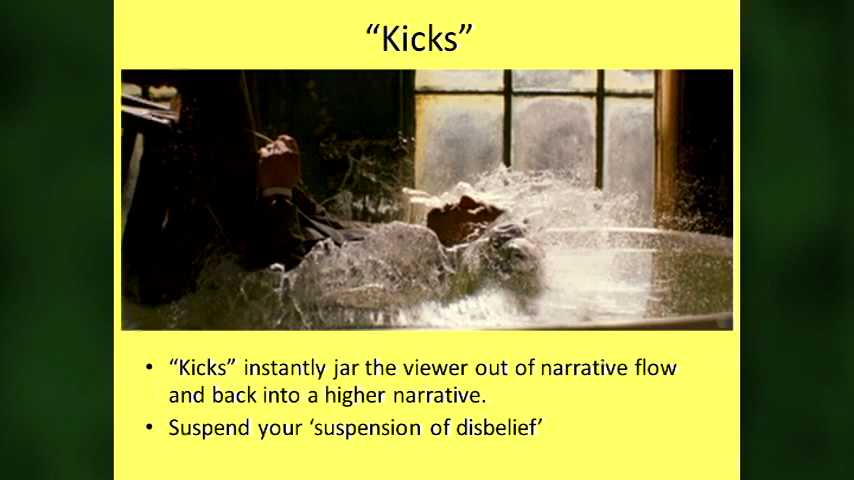 “Kicks”
• “Kicks” instantly jar the viewer out of narrative flow
and back into a higher narrative.
• Suspend your ‘suspension of disbelief’